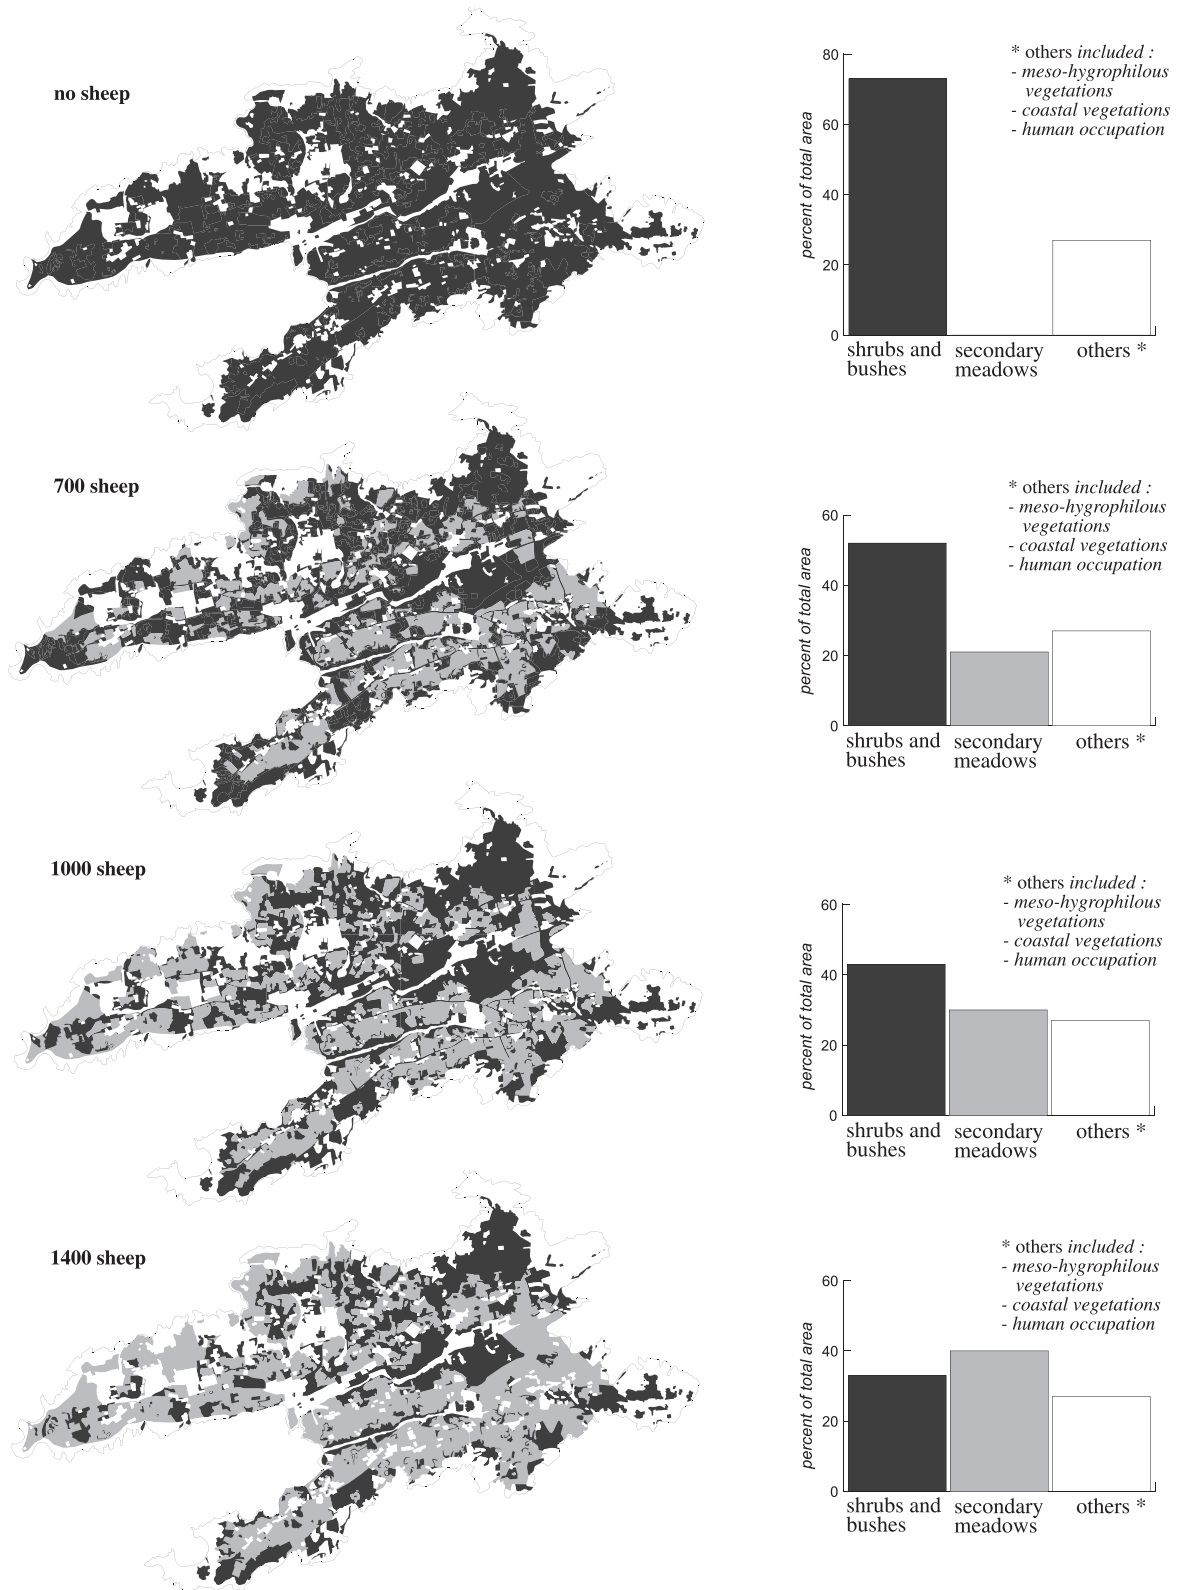 no sheep
80
60
40
20
0
percent of total area
* others included :
- meso-hygrophilous
vegetations
- coastal vegetations
- human occupation
shrubs and
bushes
secondary
meadows
others *
700 sheep
60
40
20
0
percent of total area
* others included :
- meso-hygrophilous
vegetations
- coastal vegetations
- human occupation
shrubs and
bushes
secondary
meadows
others *
1000 sheep
60
40
20
0
percent of total area
* others included :
- meso-hygrophilous
vegetations
- coastal vegetations
- human occupation
shrubs and
bushes
secondary
meadows
others *
1400 sheep
60
40
20
0
percent of total area
* others included :
- meso-hygrophilous
vegetations
- coastal vegetations
- human occupation
shrubs and
bushes
secondary
meadows
others *